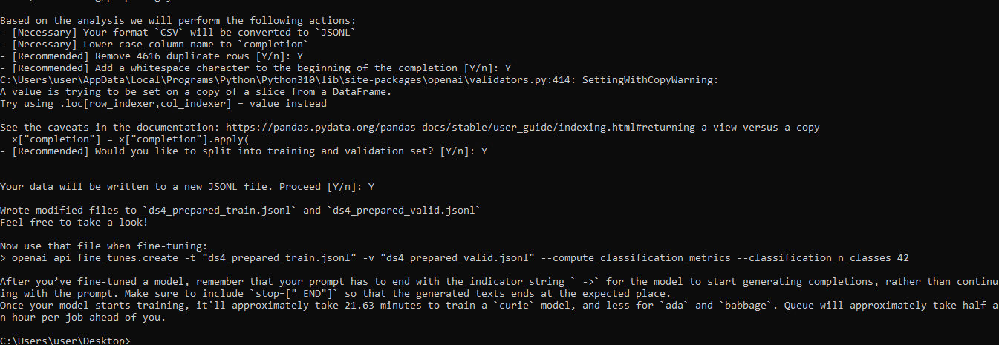 Based on the analysis we will perform the following actions:
- [Necessary] Your format `CSV` will be converted to `JSONL`
- [Necessary] Lower case column name to `completion`
- [Recommended] Remove 4616 duplicate rows [Y/n]: Y
- [Recommended] Add a whitespace character to the beginning of the completion [Y/n]: Y
C:\Users\user\AppData\Local\Programs\Python\Python310\lib\site-packages\openai\validators.py:414: SettingWithCopyWarning:
A value is trying to be set on a copy of a slice from a DataFrame.
Try using .loc[row_indexer,col_indexer] = value instead
See the caveats in the documentation: https://pandas.pydata.org/pandas-docs/stable/user_guide/indexing.html#returning-a-view-versus-a-copy
  x["completion"] = x["completion"].apply(
- [Recommended] Would you like to split into training and validation set? [Y/n]: Y
Your data will be written to a new JSONL file. Proceed [Y/n]: Y
Wrote modified files to `ds4_prepared_train.jsonl` and `ds4_prepared_valid.jsonl`
Feel free to take a look!
Now use that file when fine-tuning:
> openai api fine_tunes.create -t "ds4_prepared_train.jsonl" -v "ds4_prepared_valid.jsonl" --compute_classification_metrics --classification_n_classes 42
After you’ve fine-tuned a model, remember that your prompt has to end with the indicator string ` ->` for the model to start generating completions, rather than continu
ing with the prompt. Make sure to include `stop=[" END"]` so that the generated texts ends at the expected place.
Once your model starts training, it'll approximately take 21.63 minutes to train a `curie` model, and less for `ada` and `babbage`. Queue will approximately take half a
n hour per job ahead of you.
C:\Users\user\Desktop>